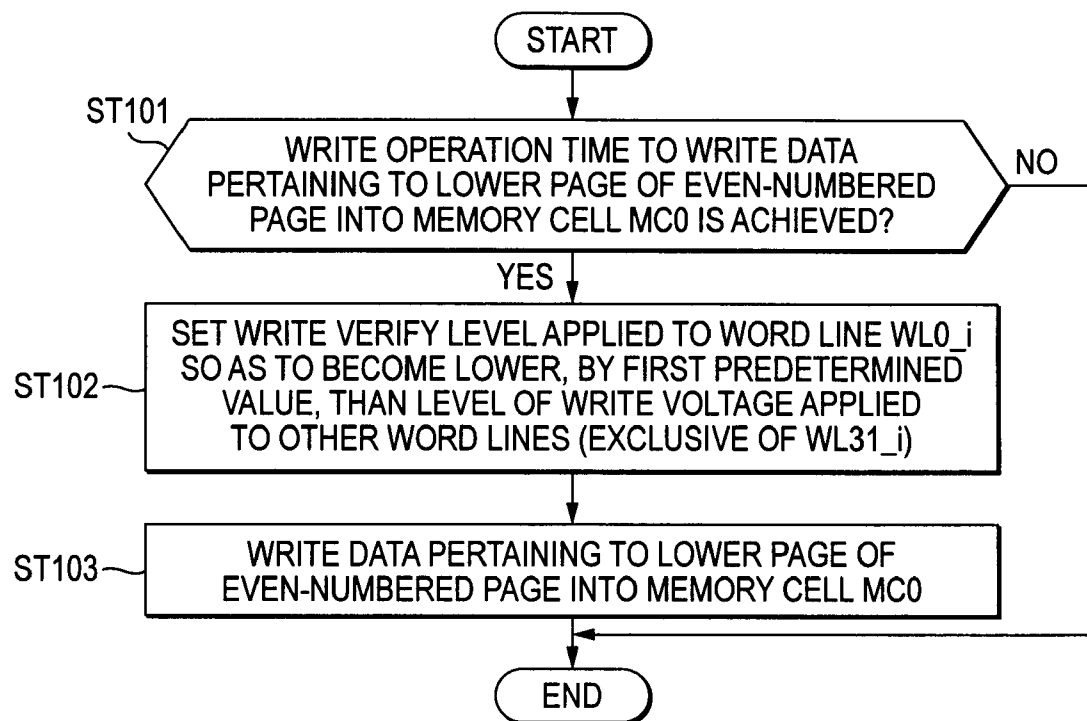 START
ST101
WRITE OPERATION TIME TO WRITE DATA
PERTAINING TO LOWER PAGE OF EVEN-NUMBERED
PAGE INTO MEMORY CELL MC0 IS ACHIEVED?
NO
YES
ST102
SET WRITE VERIFY LEVEL APPLIED TO WORD LINE WL0_i
SO AS TO BECOME LOWER, BY FIRST PREDETERMINED
VALUE, THAN LEVEL OF WRITE VOLTAGE APPLIED
TO OTHER WORD LINES (EXCLUSIVE OF WL31_i)
ST103
WRITE DATA PERTAINING TO LOWER PAGE OF
EVEN-NUMBERED PAGE INTO MEMORY CELL MC0
END